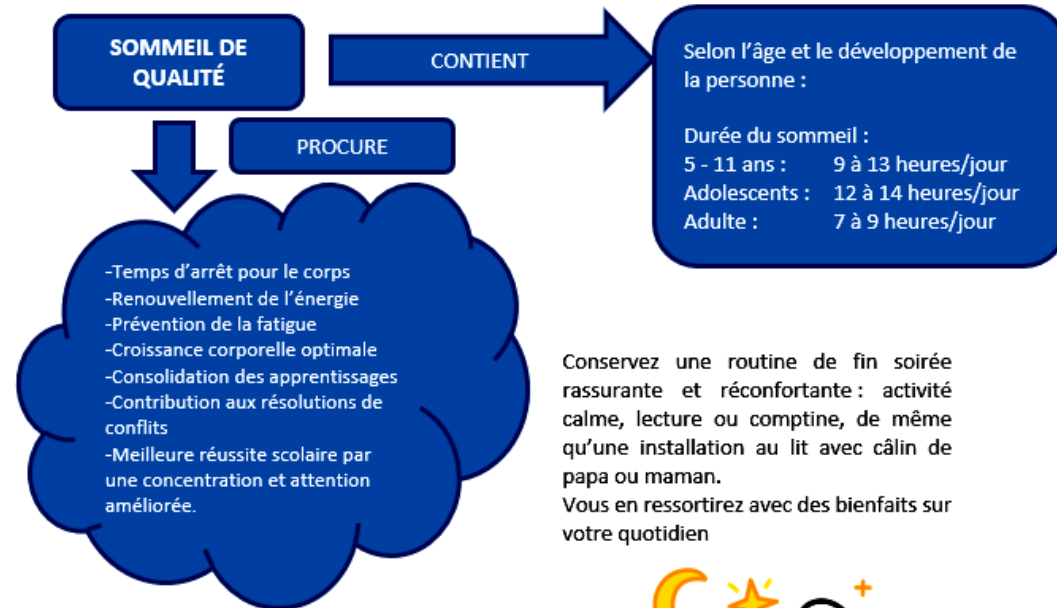 SOMMEIL DE
QUALITÉ
CONTIENT
Selon l'âge et le développement de
la personne :
Durée du sommeil :
5 - 11 ans : 9 à 13 heures/jour
Adolescents : 12 à 14 heures/jour
Adulte : 7 à 9 heures/jour
PROCURE
-Temps d'arrêt pour le corps
-Renouvellement de l'énergie
-Prévention de la fatigue
-Croissance corporelle optimale
-Consolidation des apprentissages
-Contribution aux résolutions de
conflits
-Meilleure réussite scolaire par
une concentration et attention
améliorée.
Conservez une routine de fin soirée
rassurante et réconfortante : activité
calme, lecture ou comptine, de même
qu'une installation au lit avec câlin de
papa ou maman.
Vous en ressortirez avec des bienfaits sur
votre quotidien